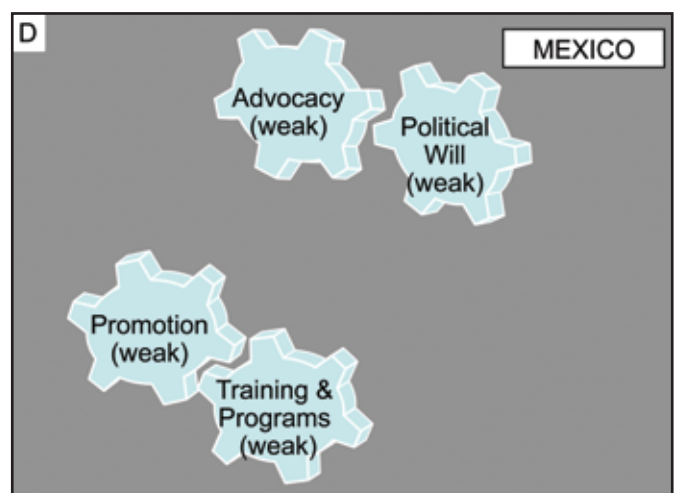 D
MEXICO
Advocacy
(weak)
Political
Will
(weak)
Promotion
(weak)
Training &
Programs
(weak)